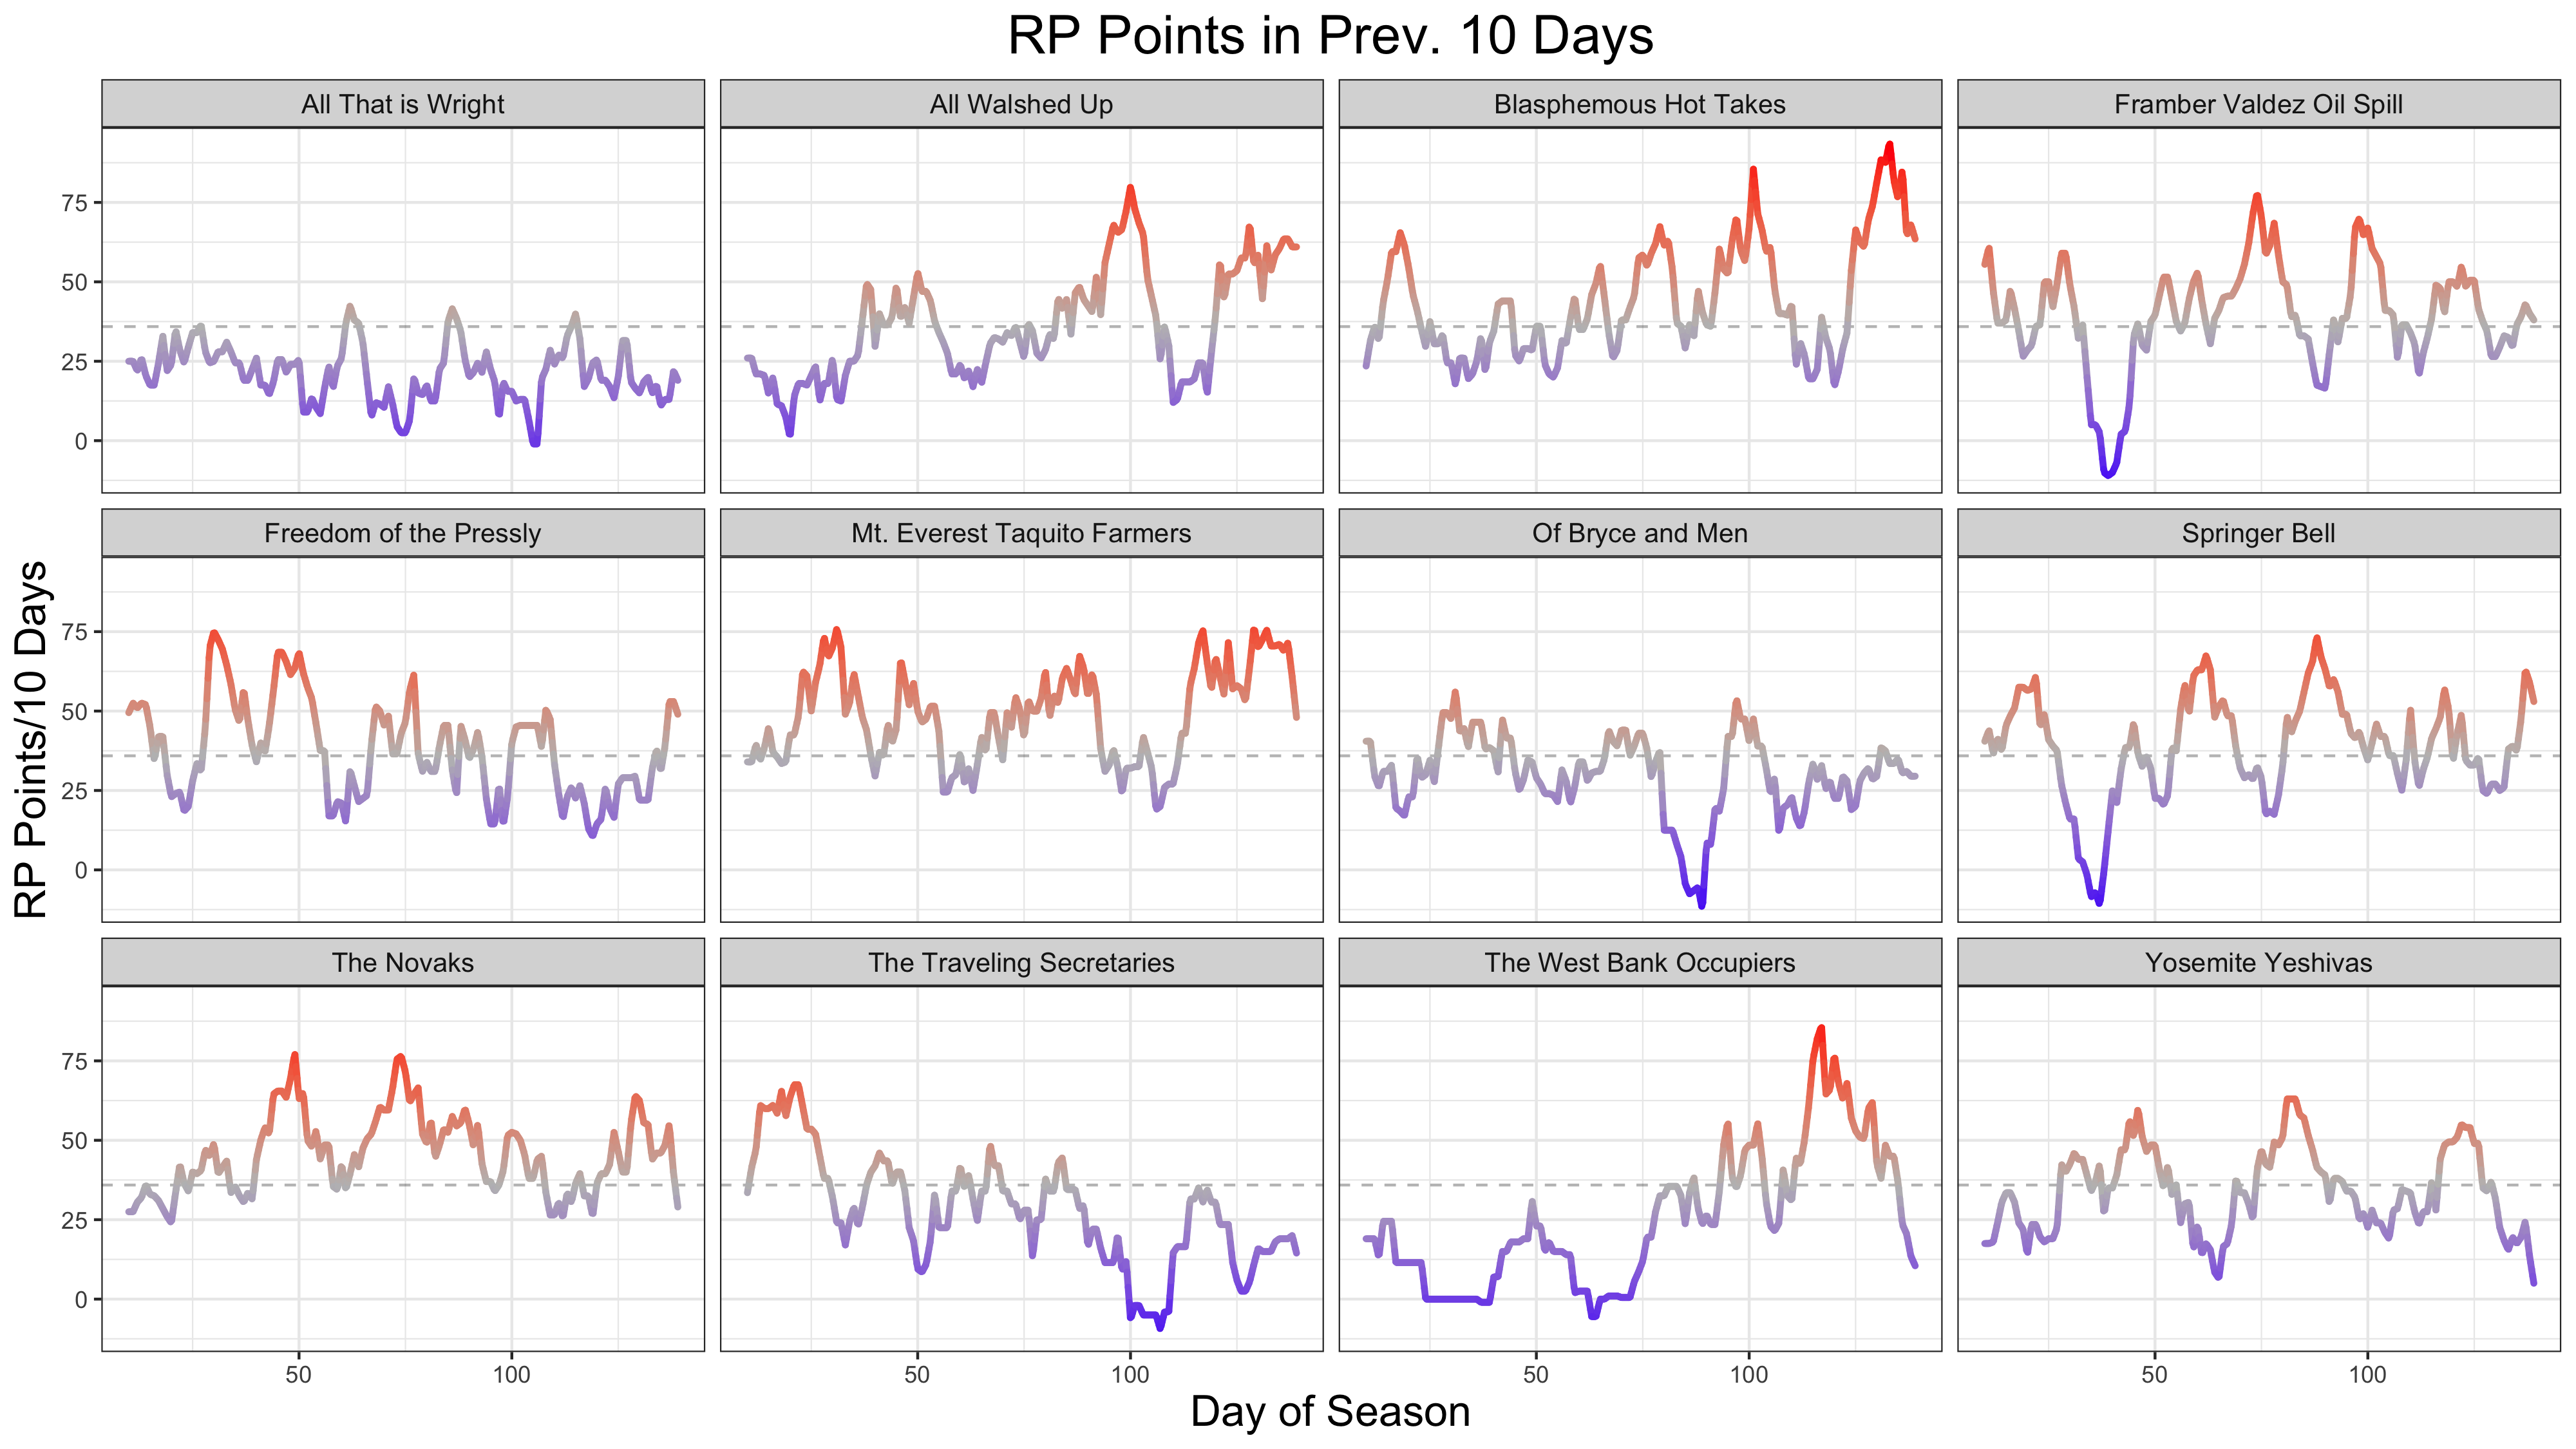 RP Points in Prev. 10 Days
All That is Wright
All Walshed Up
Blasphemous Hot Takes
Framber Valdez Oil Spill
75
50
25
0
Freedom of the Pressly
Mt. Everest Taquito Farmers
Of Bryce and Men
Springer Bell
75
50
25
0
RP Points/10 Days
The Novaks
The Traveling Secretaries
The West Bank Occupiers
Yosemite Yeshivas
75
50
25
0
50 100
50 100
50 100
50 100
Day of Season